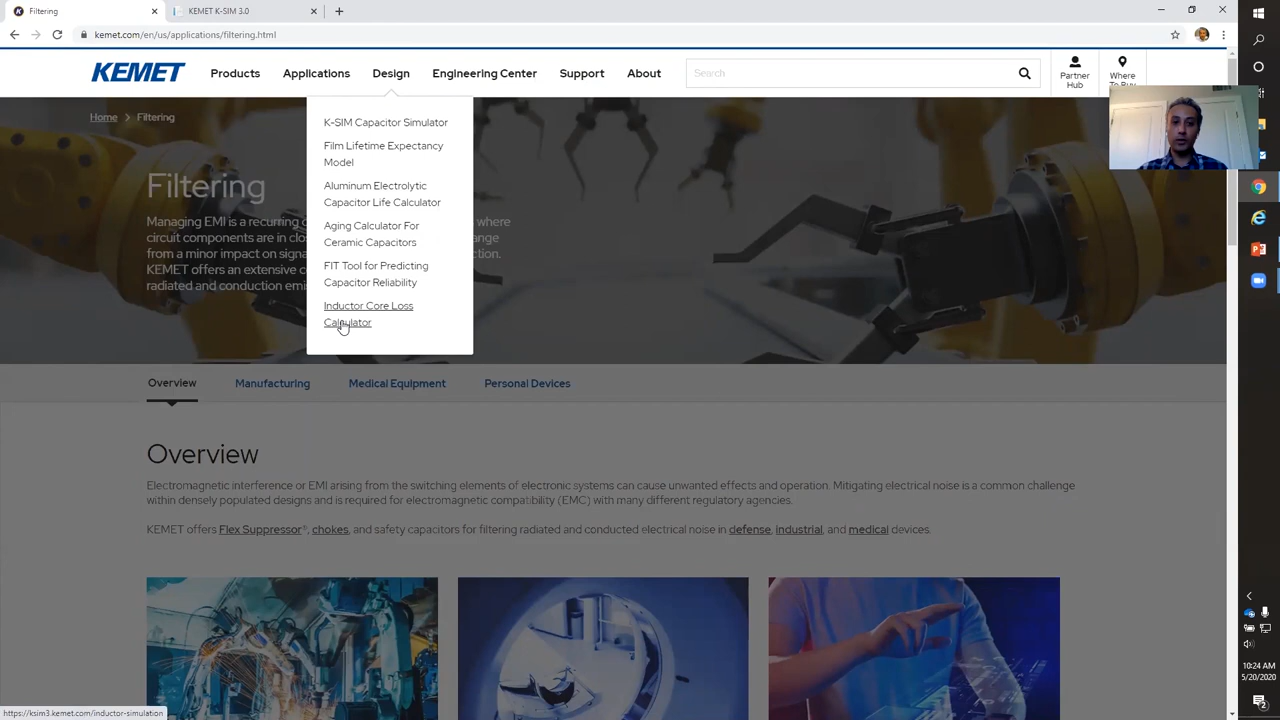 Filtering
KEMET K-SIM 3.0
kemet.com/en/us/applications/filtering.html
KEMET
Products
Applications
Design
Engineering Center
Support
About
Search
Partner
Hub
Where
To Buy
Home > Filtering
K-SIM Capacitor Simulator
Film Lifetime Expectancy
Model
Aluminum Electrolytic
Capacitor Life Calculator
Aging Calculator For
Ceramic Capacitors
FIT Tool for Predicting
Capacitor Reliability
Inductor Core Loss
Calculator
Filtering
Managing EMI is a recurring where
circuit components are in clo nge
from a minor impact on signa ction.
KEMET offers an extensive c
radiated and conduction emi
Overview
Manufacturing
Medical Equipment
Personal Devices
Overview
Electromagnetic interference or EMI arising from the switching elements of electronic systems can cause unwanted effects and operation. Mitigating electrical noise is a common challenge
within densely populated designs and is required for electromagnetic compatibility (EMC) with many different regulatory agencies.
KEMET offers Flex Suppressor®, chokes, and safety capacitors for filtering radiated and conducted electrical noise in defense, industrial, and medical devices.
https://ksim3.kemet.com/inductor-simulation
10:24 AM
5/20/2020